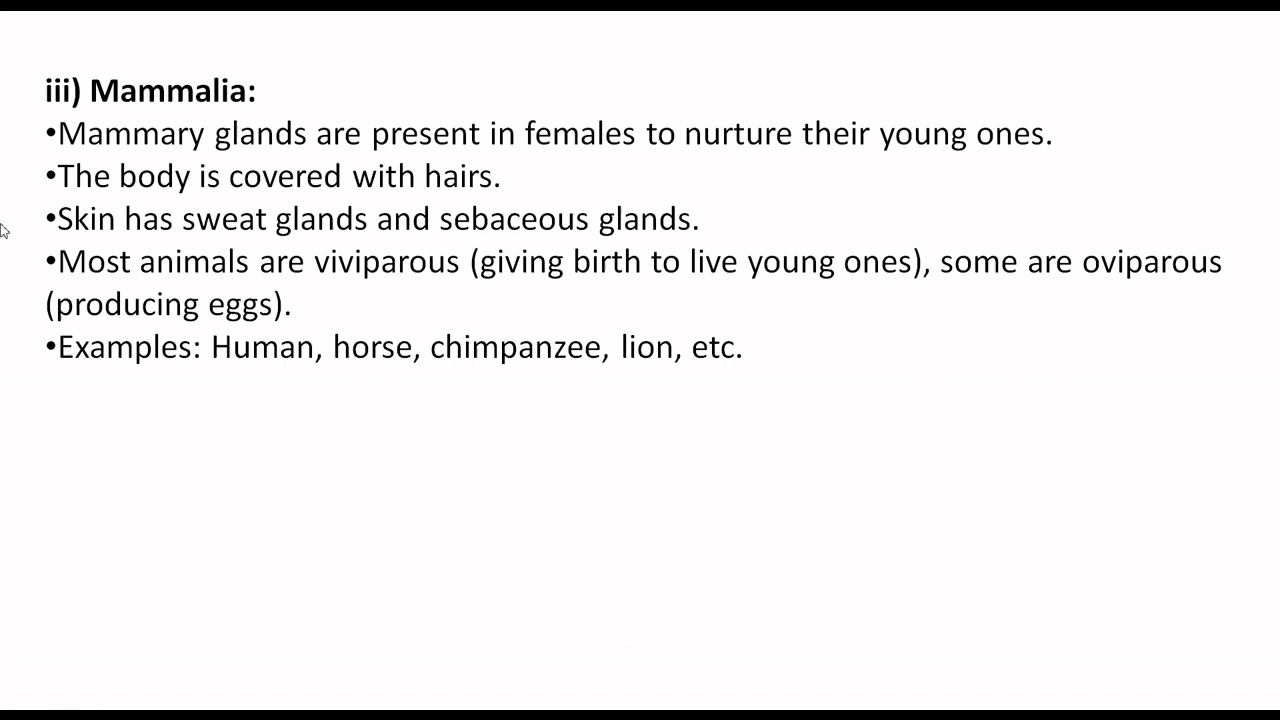 iii) Mammalia:
•Mammary glands are present in females to nurture their young ones.
•The body is covered with hairs.
•Skin has sweat glands and sebaceous glands.
•Most animals are viviparous (giving birth to live young ones), some are oviparous
(producing eggs).
•Examples: Human, horse, chimpanzee, lion, etc.